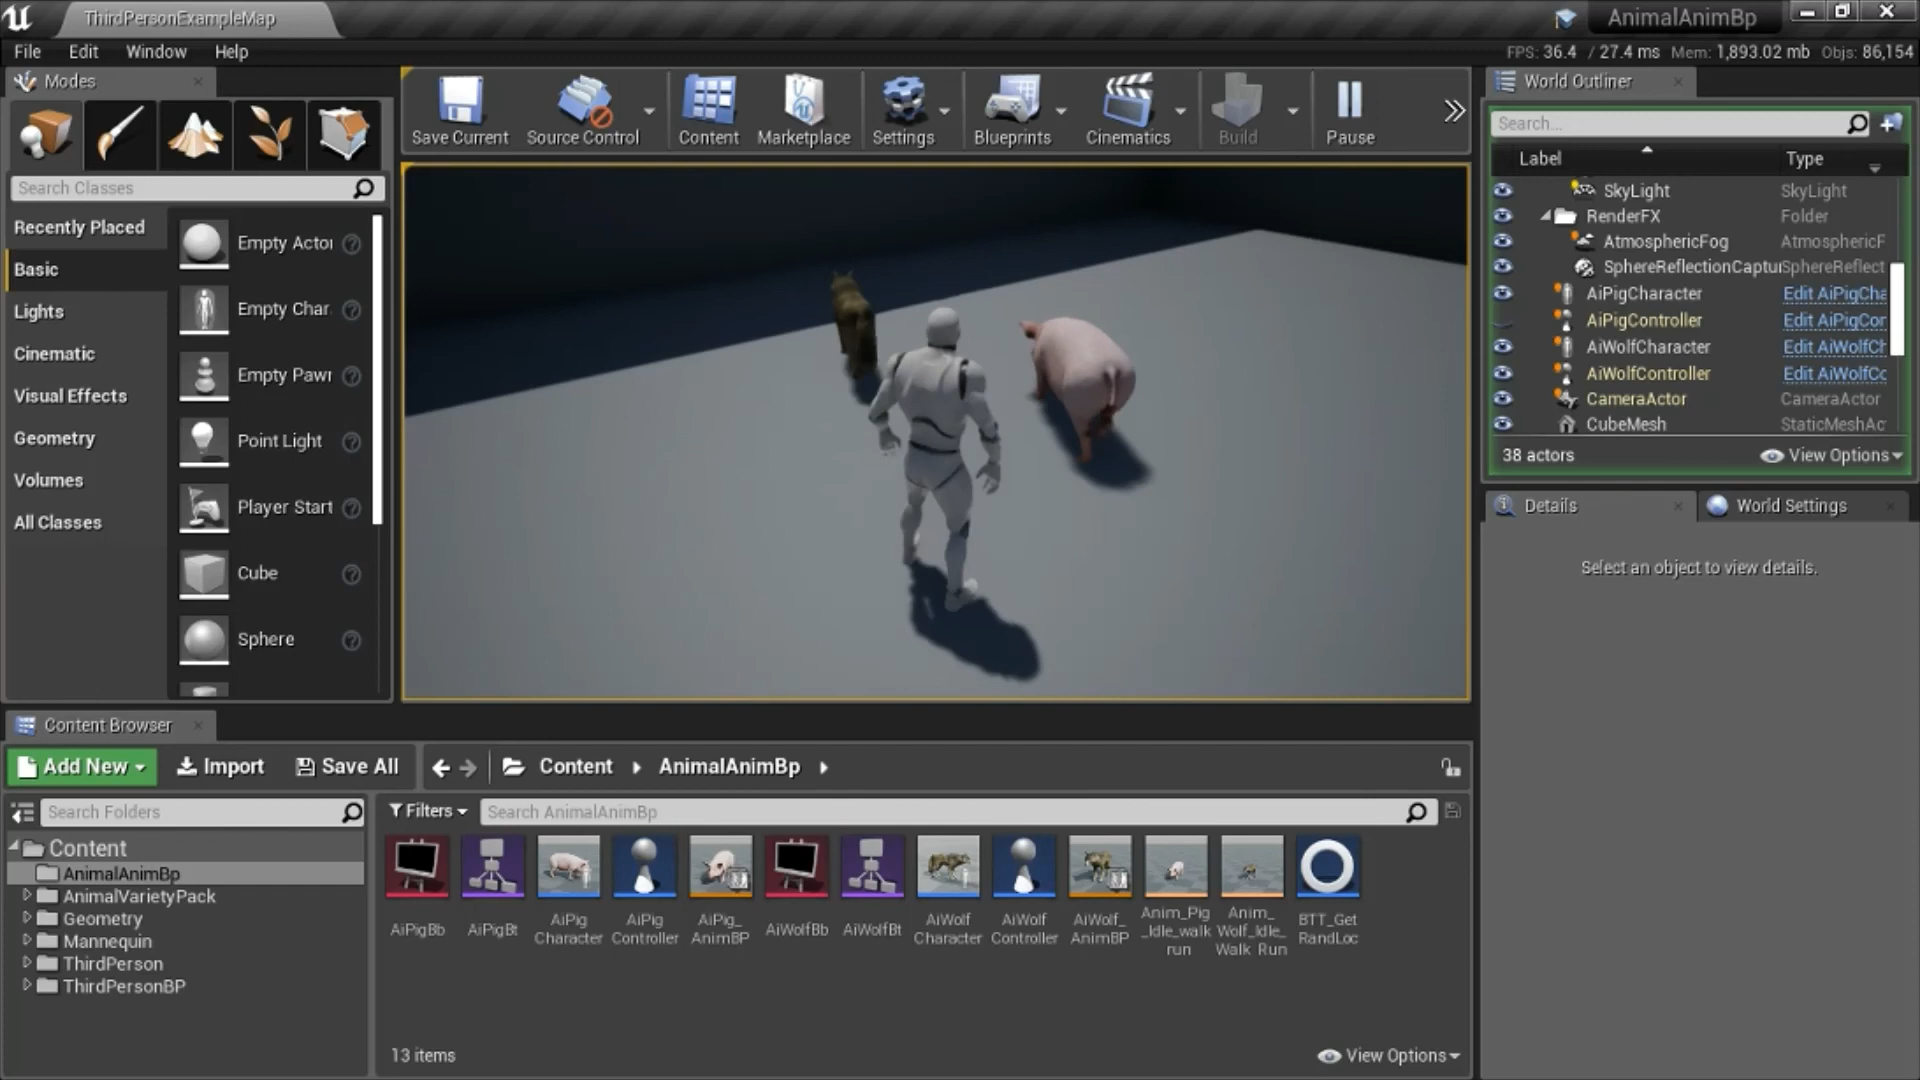 ThirdPersonExampleMap
AnimalAnimBp
File Edit Window Help
FPS: 36.4 / 27.4 ms Mem: 1,893.02 mb Objs: 86,154
Modes
Search Classes
Recently Placed
Basic
Lights
Cinematic
Visual Effects
Geometry
Volumes
All Classes
Empty Actor
Empty Char
Empty Pawn
Point Light
Player Start
Cube
Sphere
Save Current Source Control Content Marketplace Settings Blueprints Cinematics Build Pause
World Outliner
Search...
Label Type
SkyLight SkyLight
RenderFX Folder
AtmosphericFog AtmosphericF
SphereReflectionCaptur SphereReflect
AiPigCharacter Edit AiPigCha
AiPigController Edit AiPigCor
AiWolfCharacter Edit AiWolfCh
AiWolfController Edit AiWolfCc
CameraActor CameraActor
CubeMesh StaticMeshAc
38 actors View Options
Details World Settings
Select an object to view details.
Content Browser
Add New Import Save All Content AnimalAnimBp
Search Folders
Filters Search AnimalAnimBp
Content
AnimalAnimBp
AnimalVarietyPack
Geometry
Mannequin
ThirdPerson
ThirdPersonBP
AiPigBb
AiPigBt
AiPig
Character
AiPig
Controller
AiPig_
AnimBP
AiWolfBb
AiWolfBt
AiWolf
Character
AiWolf
Controller
AiWolf_
AnimBP
Anim_Pig
_Idle_walk
run
Anim_
Wolf_Idle_
Walk_Run
BTT_Get
RandLoc
13 items View Options